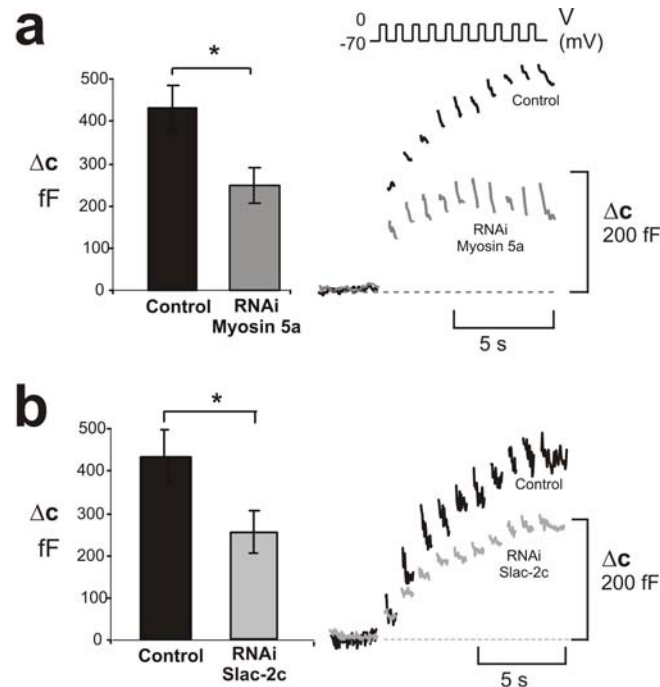 a
500
400
300
200
100
0
Δc
fF
*
Control
RNAi
Myosin 5a
0
-70
V
(mV)
Control
RNAi
Myosin 5a
Δc
200 fF
5 s
b
500
400
300
200
100
0
Δc
fF
*
Control
RNAi
Slac-2c
Control
RNAi
Slac-2c
Δc
200 fF
5 s